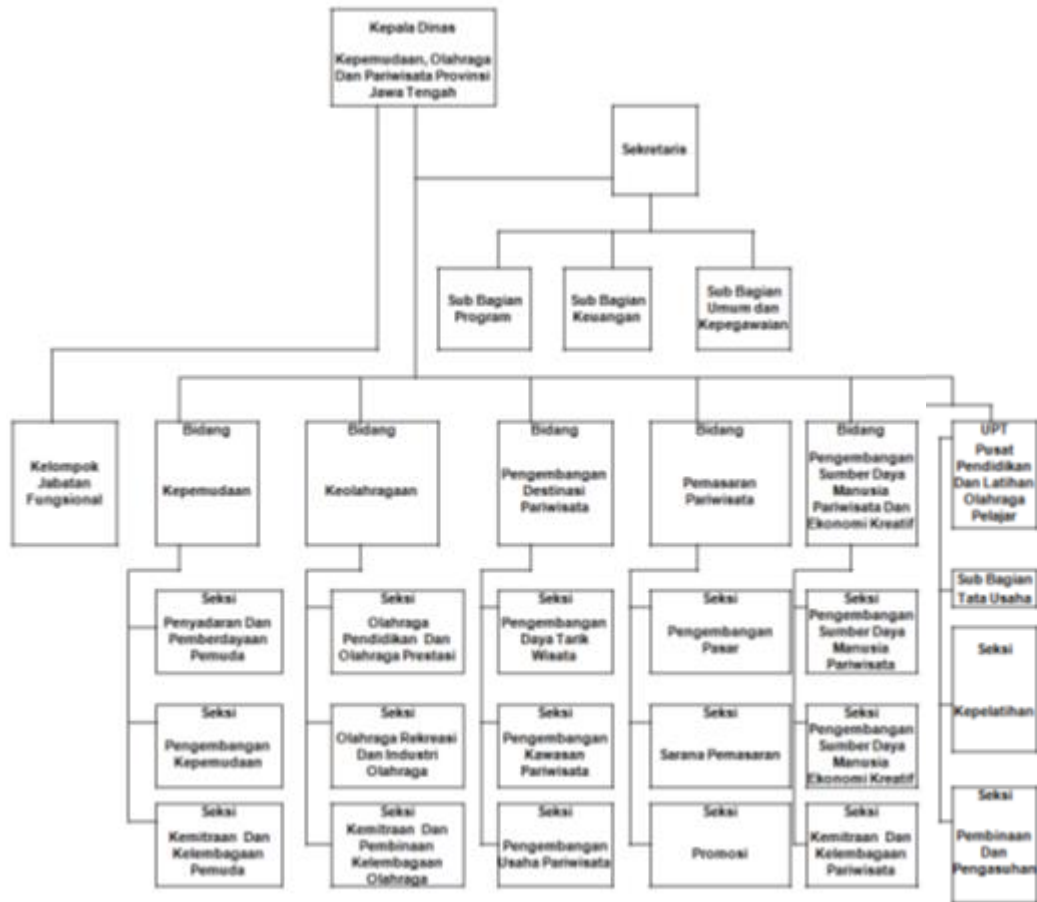 Kepala Dinas
Kepemudaan, Olahraga
Dan Pariwisata Provinsi
Jawa Tengah
Sekretaris
Sub Bagian
Program
Sub Bagian
Keuangan
Sub Bagian
Umum dan
Kepegawaian
Kelompok
Jabatan
Fungsional
Bidang
Kepemudaan
Bidang
Keolahragaan
Bidang
Pengembangan
Destinasi
Pariwisata
Bidang
Pemasaran
Pariwisata
Bidang
Pengembangan
Sumber Daya
Manusia
Pariwisata Dan
Ekonomi Kreatif
UPT
Pusat
Pendidikan
Dan Latihan
Olahraga
Pelajar
Seksi
Penyadaran Dan
Pemberdayaan
Pemuda
Seksi
Olahraga
Pendidikan Dan
Olahraga Prestasi
Seksi
Pengembangan
Daya Tarik
Wisata
Seksi
Pengembangan
Pasar
Seksi
Pengembangan
Sumber Daya
Manusia
Pariwisata
Sub Bagian
Tata Usaha
Seksi
Pengembangan
Kepemudaan
Seksi
Olahraga Rekreasi
Dan Industri
Olahraga
Seksi
Pengembangan
Kawasan
Pariwisata
Seksi
Sarana Pemasaran
Seksi
Pengembangan
Sumber Daya
Manusia
Ekonomi Kreatif
Seksi
Kepelatihan
Seksi
Kemitraan Dan
Kelembagaan
Pemuda
Seksi
Kemitraan Dan
Pembinaan
Kelembagaan
Olahraga
Seksi
Pengembangan
Usaha Pariwisata
Seksi
Promosi
Seksi
Kemitraan Dan
Kelembagaan
Pariwisata
Seksi
Pembinaan
Dan
Pengasuhan